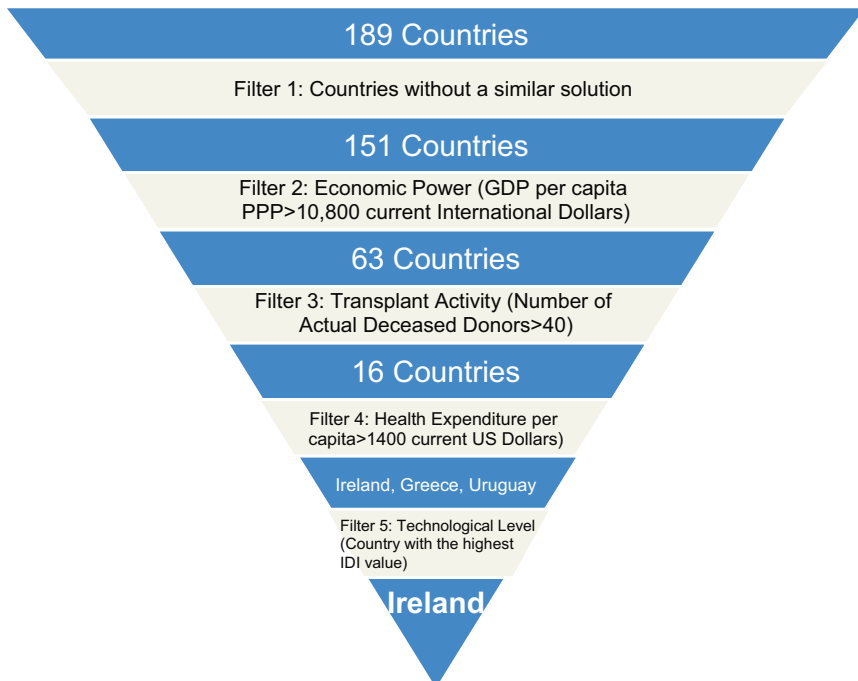 189 Countries
Filter 1: Countries without a similar solution
151 Countries
Filter 2: Economic Power (GDP per capita
PPP>10,800 current International Dollars)
63 Countries
Filter 3: Transplant Activity (Number of
Actual Deceased Donors>40)
16 Countries
Filter 4: Health Expenditure per
capita>1400 current US Dollars)
Ireland, Greece, Uruguay
Filter 5: Technological Level
(Country with the highest
IDI value)
Ireland